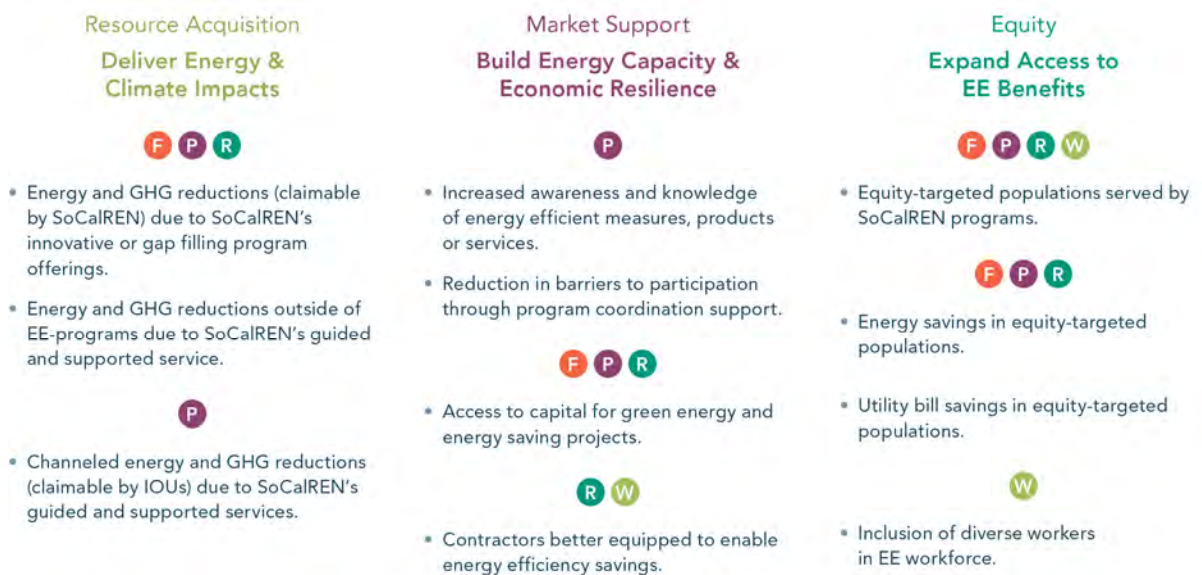 Resource Acquisition
Deliver Energy &
Climate Impacts
F P R
• Energy and GHG reductions (claimable
by SoCalREN) due to SoCalREN's
innovative or gap filling program
offerings.
• Energy and GHG reductions outside of
EE-programs due to SoCalREN's guided
and supported service.
P
• Channeled energy and GHG reductions
(claimable by IOUs) due to SoCalREN's
guided and supported services.
Market Support
Build Energy Capacity &
Economic Resilience
P
• Increased awareness and knowledge
of energy efficient measures, products
or services.
• Reduction in barriers to participation
through program coordination support.
F P R
• Access to capital for green energy and
energy saving projects.
R W
• Contractors better equipped to enable
energy efficiency savings.
Equity
Expand Access to
EE Benefits
F P R W
• Equity-targeted populations served by
SoCalREN programs.
F P R
• Energy savings in equity-targeted
populations.
• Utility bill savings in equity-targeted
populations.
W
• Inclusion of diverse workers
in EE workforce.